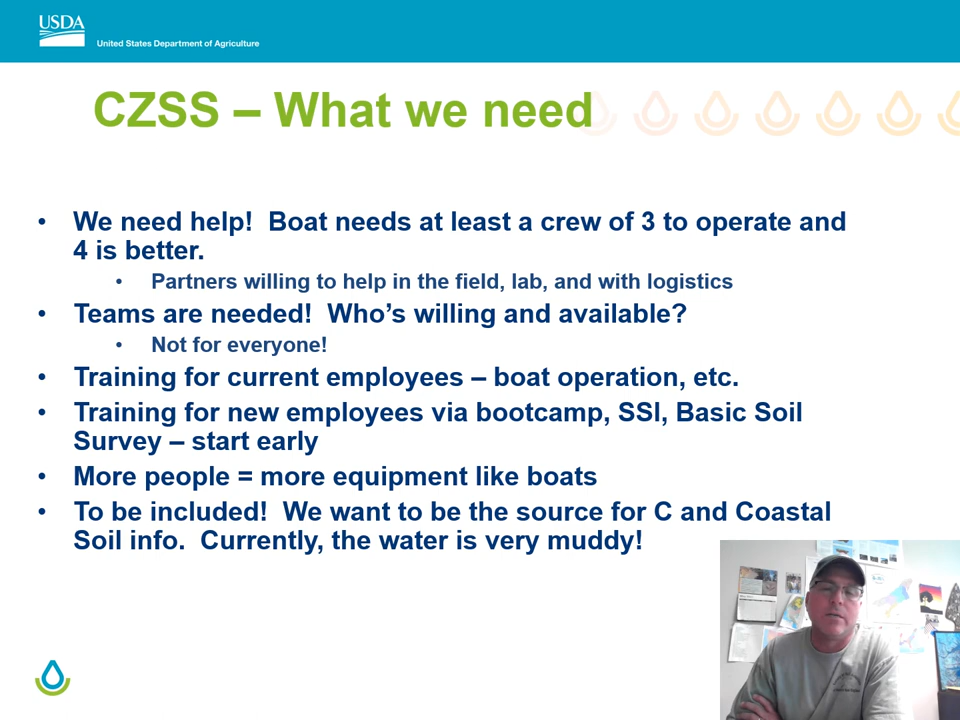 USDA
United States Department of Agriculture
CZSS – What we need
• We need help!  Boat needs at least a crew of 3 to operate and
4 is better.
• Partners willing to help in the field, lab, and with logistics
• Teams are needed!  Who’s willing and available?
• Not for everyone!
• Training for current employees – boat operation, etc.
• Training for new employees via bootcamp, SSI, Basic Soil
Survey – start early
• More people = more equipment like boats
• To be included!  We want to be the source for C and Coastal
Soil info.  Currently, the water is very muddy!